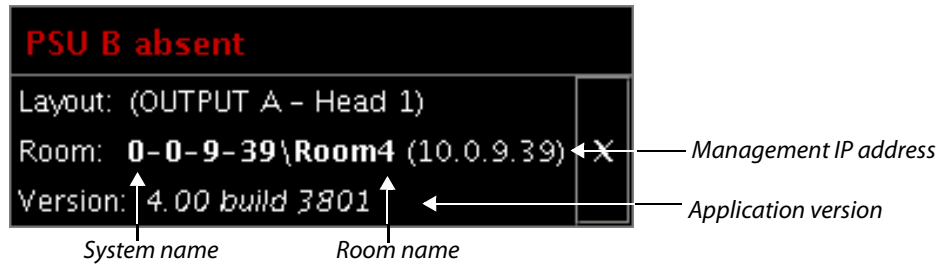 PSU B absent
Layout: (OUTPUT A – Head 1)
Room: 0-0-9-39\Room4 (10.0.9.39) X
Management IP address
Version: 4.00 build 3801
Application version
System name
Room name